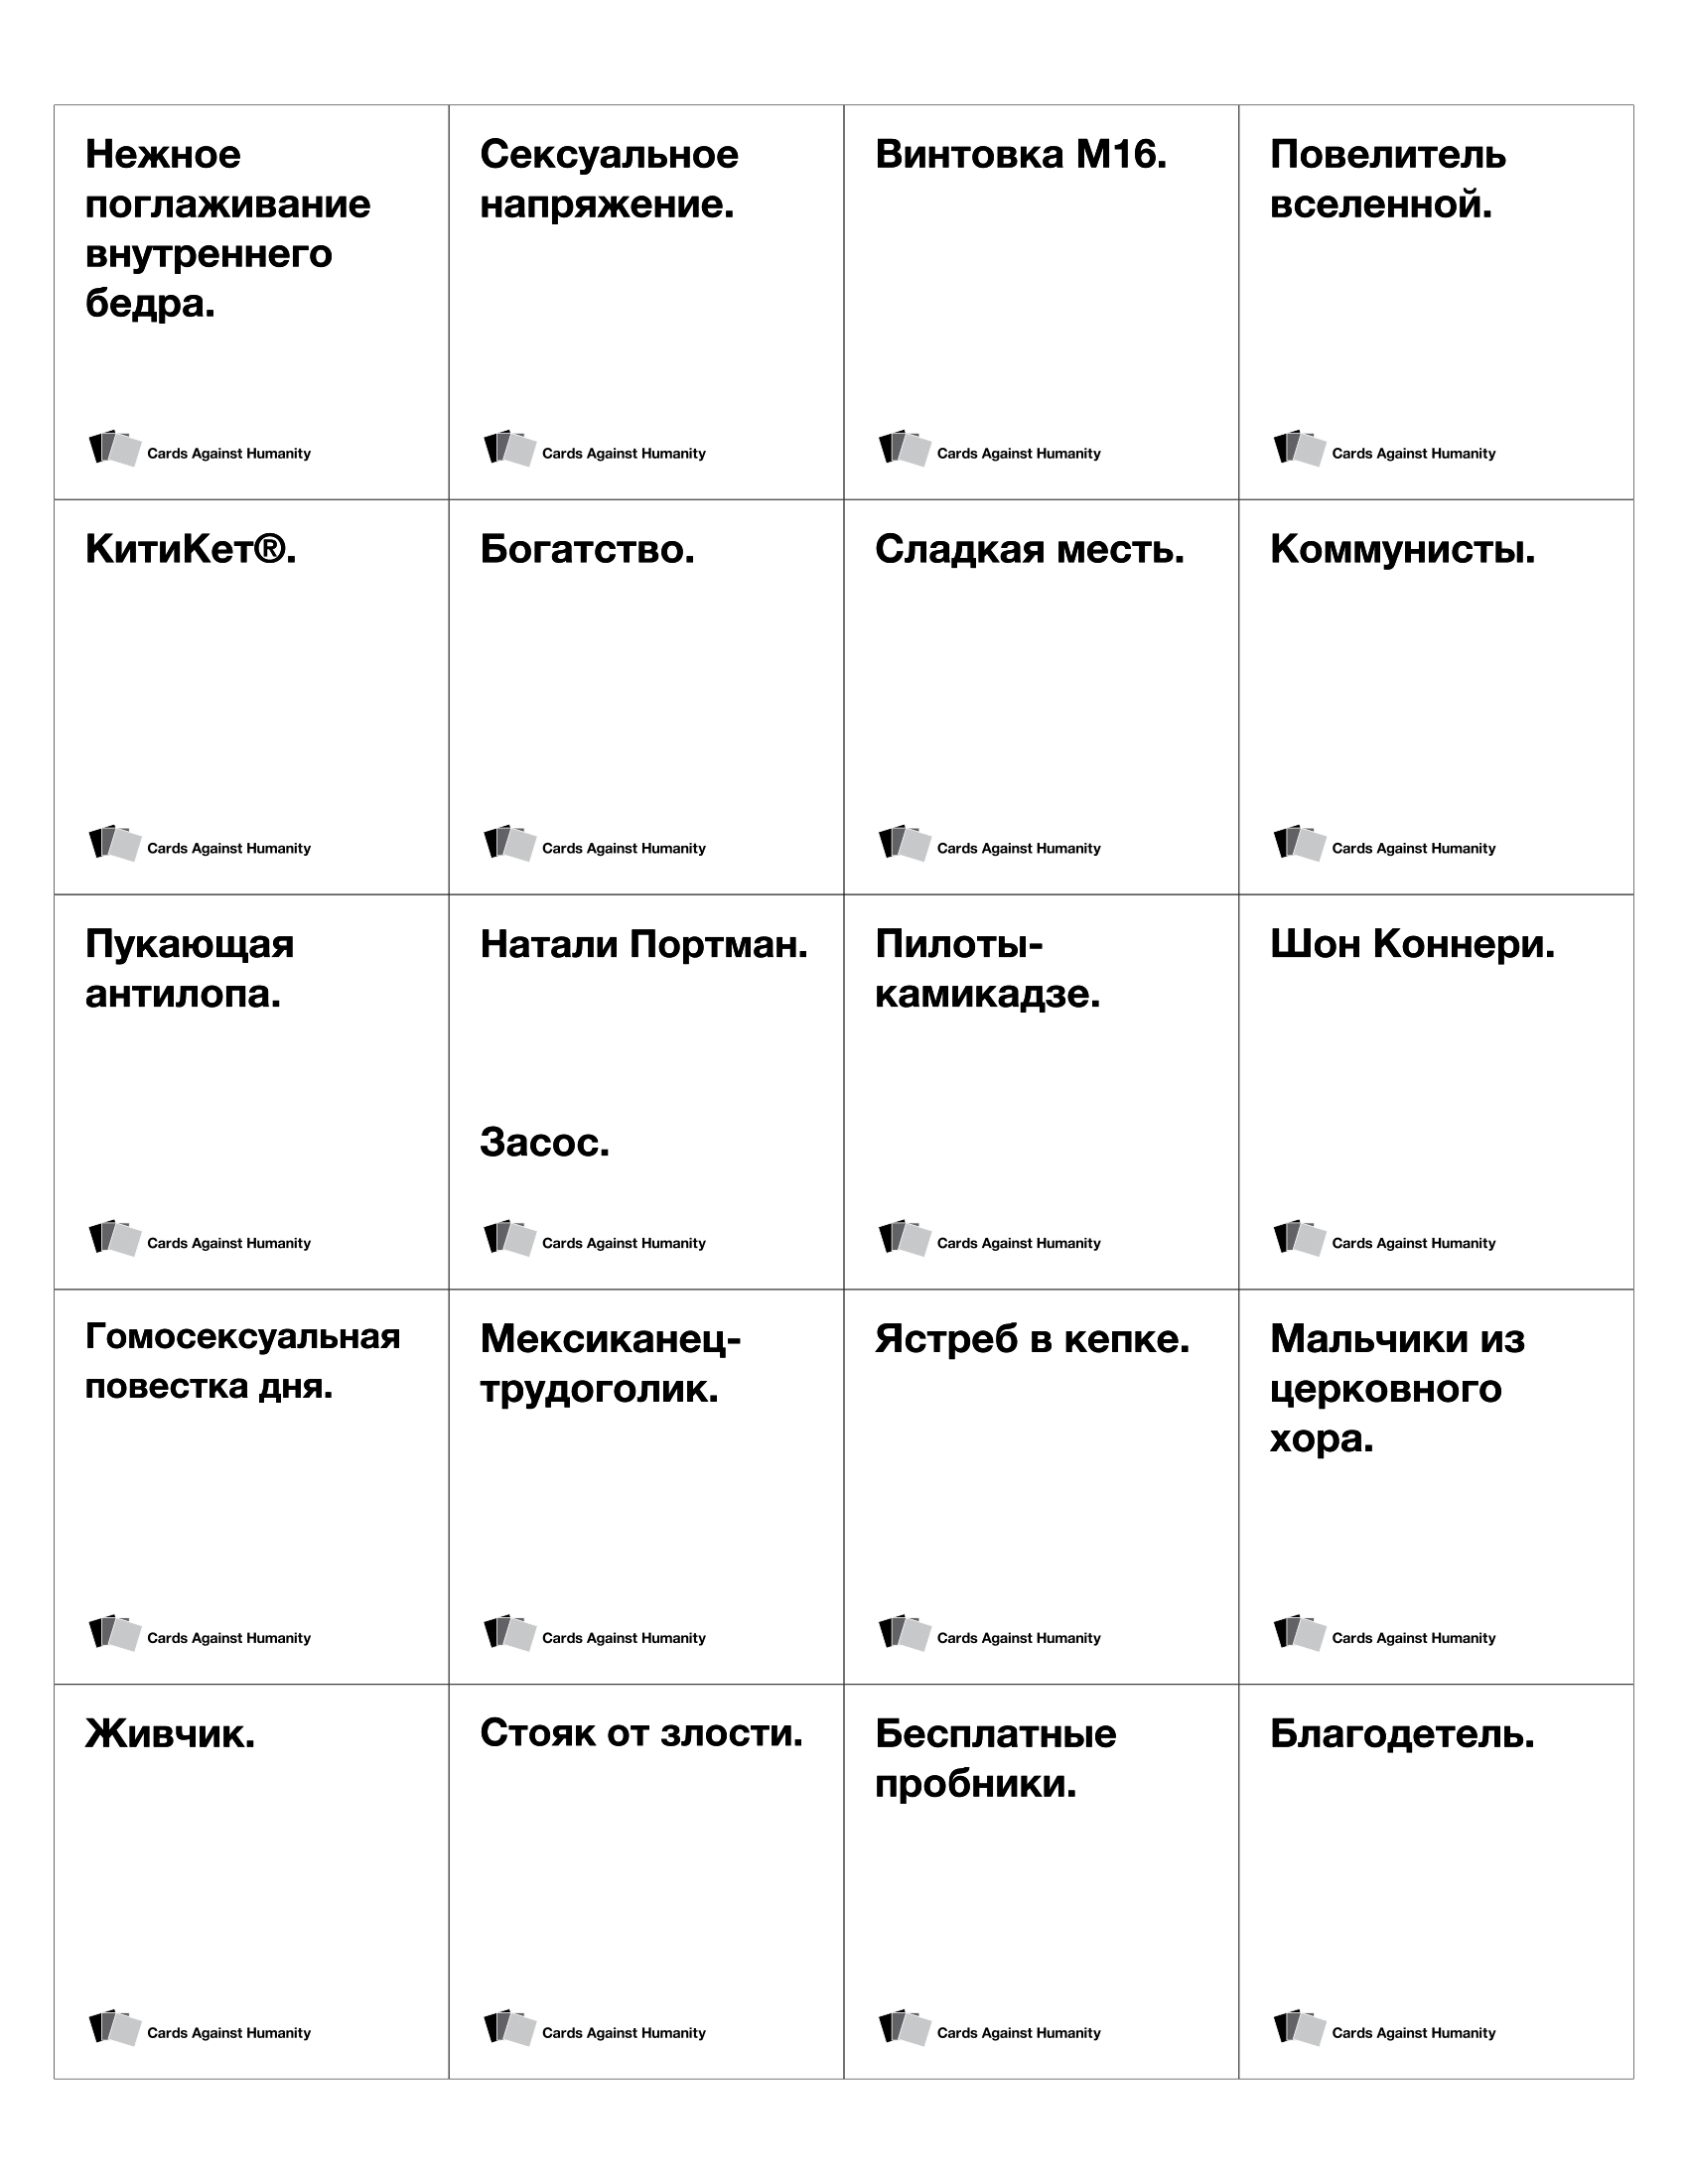 Нежное
поглаживание
внутреннего
бедра.
Cards Against Humanity
Сексуальное
напряжение.
Cards Against Humanity
Винтовка М16.
Cards Against Humanity
Повелитель
вселенной.
Cards Against Humanity
КитиКет®.
Cards Against Humanity
Богатство.
Cards Against Humanity
Сладкая месть.
Cards Against Humanity
Коммунисты.
Cards Against Humanity
Пукающая
антилопа.
Cards Against Humanity
Натали Портман.
Засос.
Cards Against Humanity
Пилоты-
камикадзе.
Cards Against Humanity
Шон Коннери.
Cards Against Humanity
Гомосексуальная
повестка дня.
Cards Against Humanity
Мексиканец-
трудоголик.
Cards Against Humanity
Ястреб в кепке.
Cards Against Humanity
Мальчики из
церковного
хора.
Cards Against Humanity
Живчик.
Cards Against Humanity
Стояк от злости.
Cards Against Humanity
Бесплатные
пробники.
Cards Against Humanity
Благодетель.
Cards Against Humanity